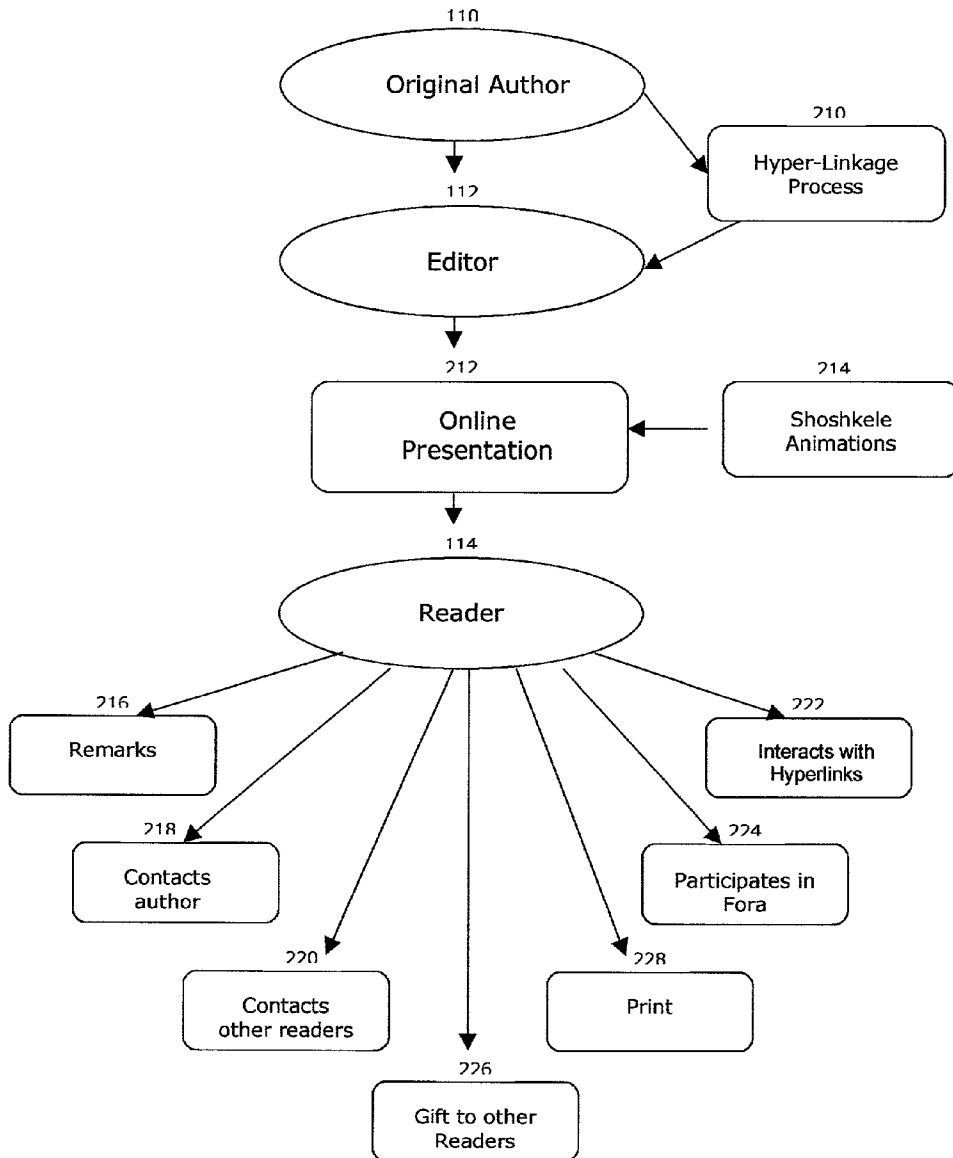 110
Original Author
210
Hyper-Linkage
Process
112
Editor
212
Online
Presentation
214
Shoshkele
Animations
114
Reader
216
Remarks
222
Interacts with
Hyperlinks
218
Contacts
author
224
Participates in
Fora
220
Contacts
other readers
228
Print
226
Gift to other
Readers